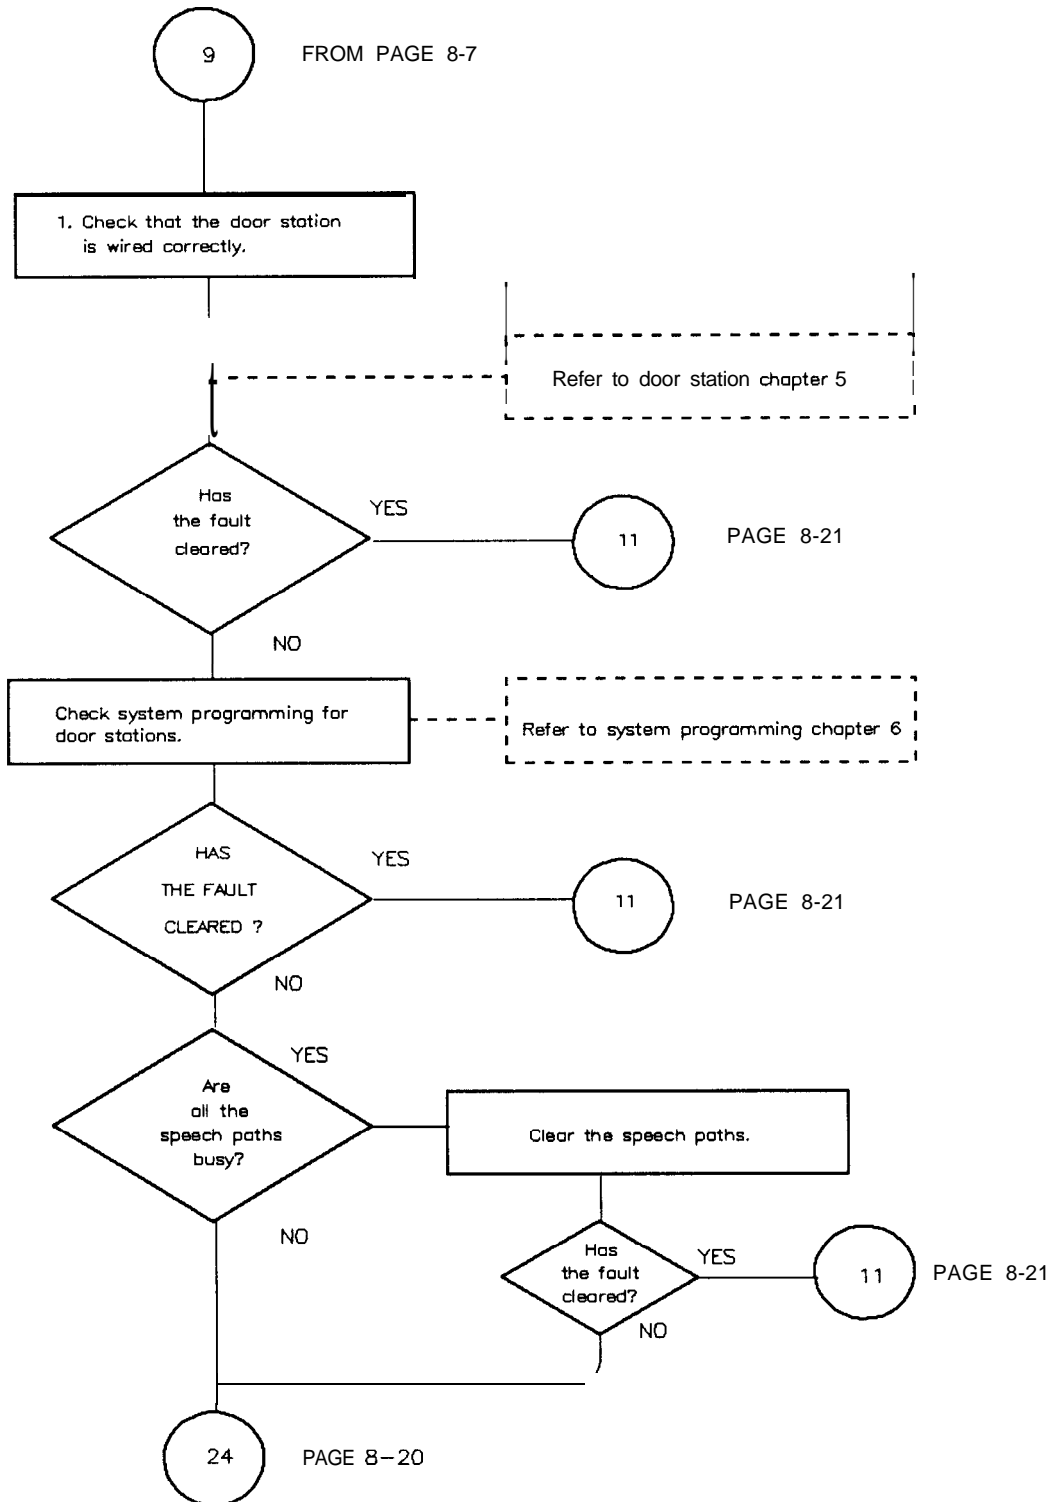 9
FROM PAGE 8-7
1. Check that the door station
is wired correctly.
Refer to door station chapter 5
Has
the fault
cleared?
YES
11
PAGE 8-21
NO
Check system programming for
door stations.
Refer to system programming chapter 6
HAS
THE FAULT
CLEARED ?
YES
11
PAGE 8-21
NO
Are
all the
speech paths
busy?
YES
Clear the speech paths.
NO
Has
the fault
cleared?
YES
11
PAGE 8-21
NO
24
PAGE 8-20